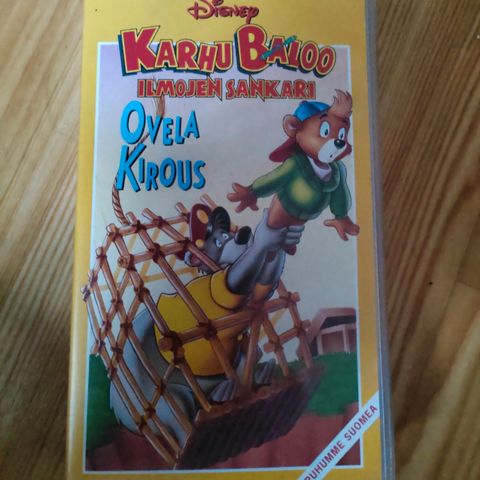 Disney
KARHU BALOO
ILMOJEN SANKARI
OVELA
KIROUS
PUHUMME SUOMEA